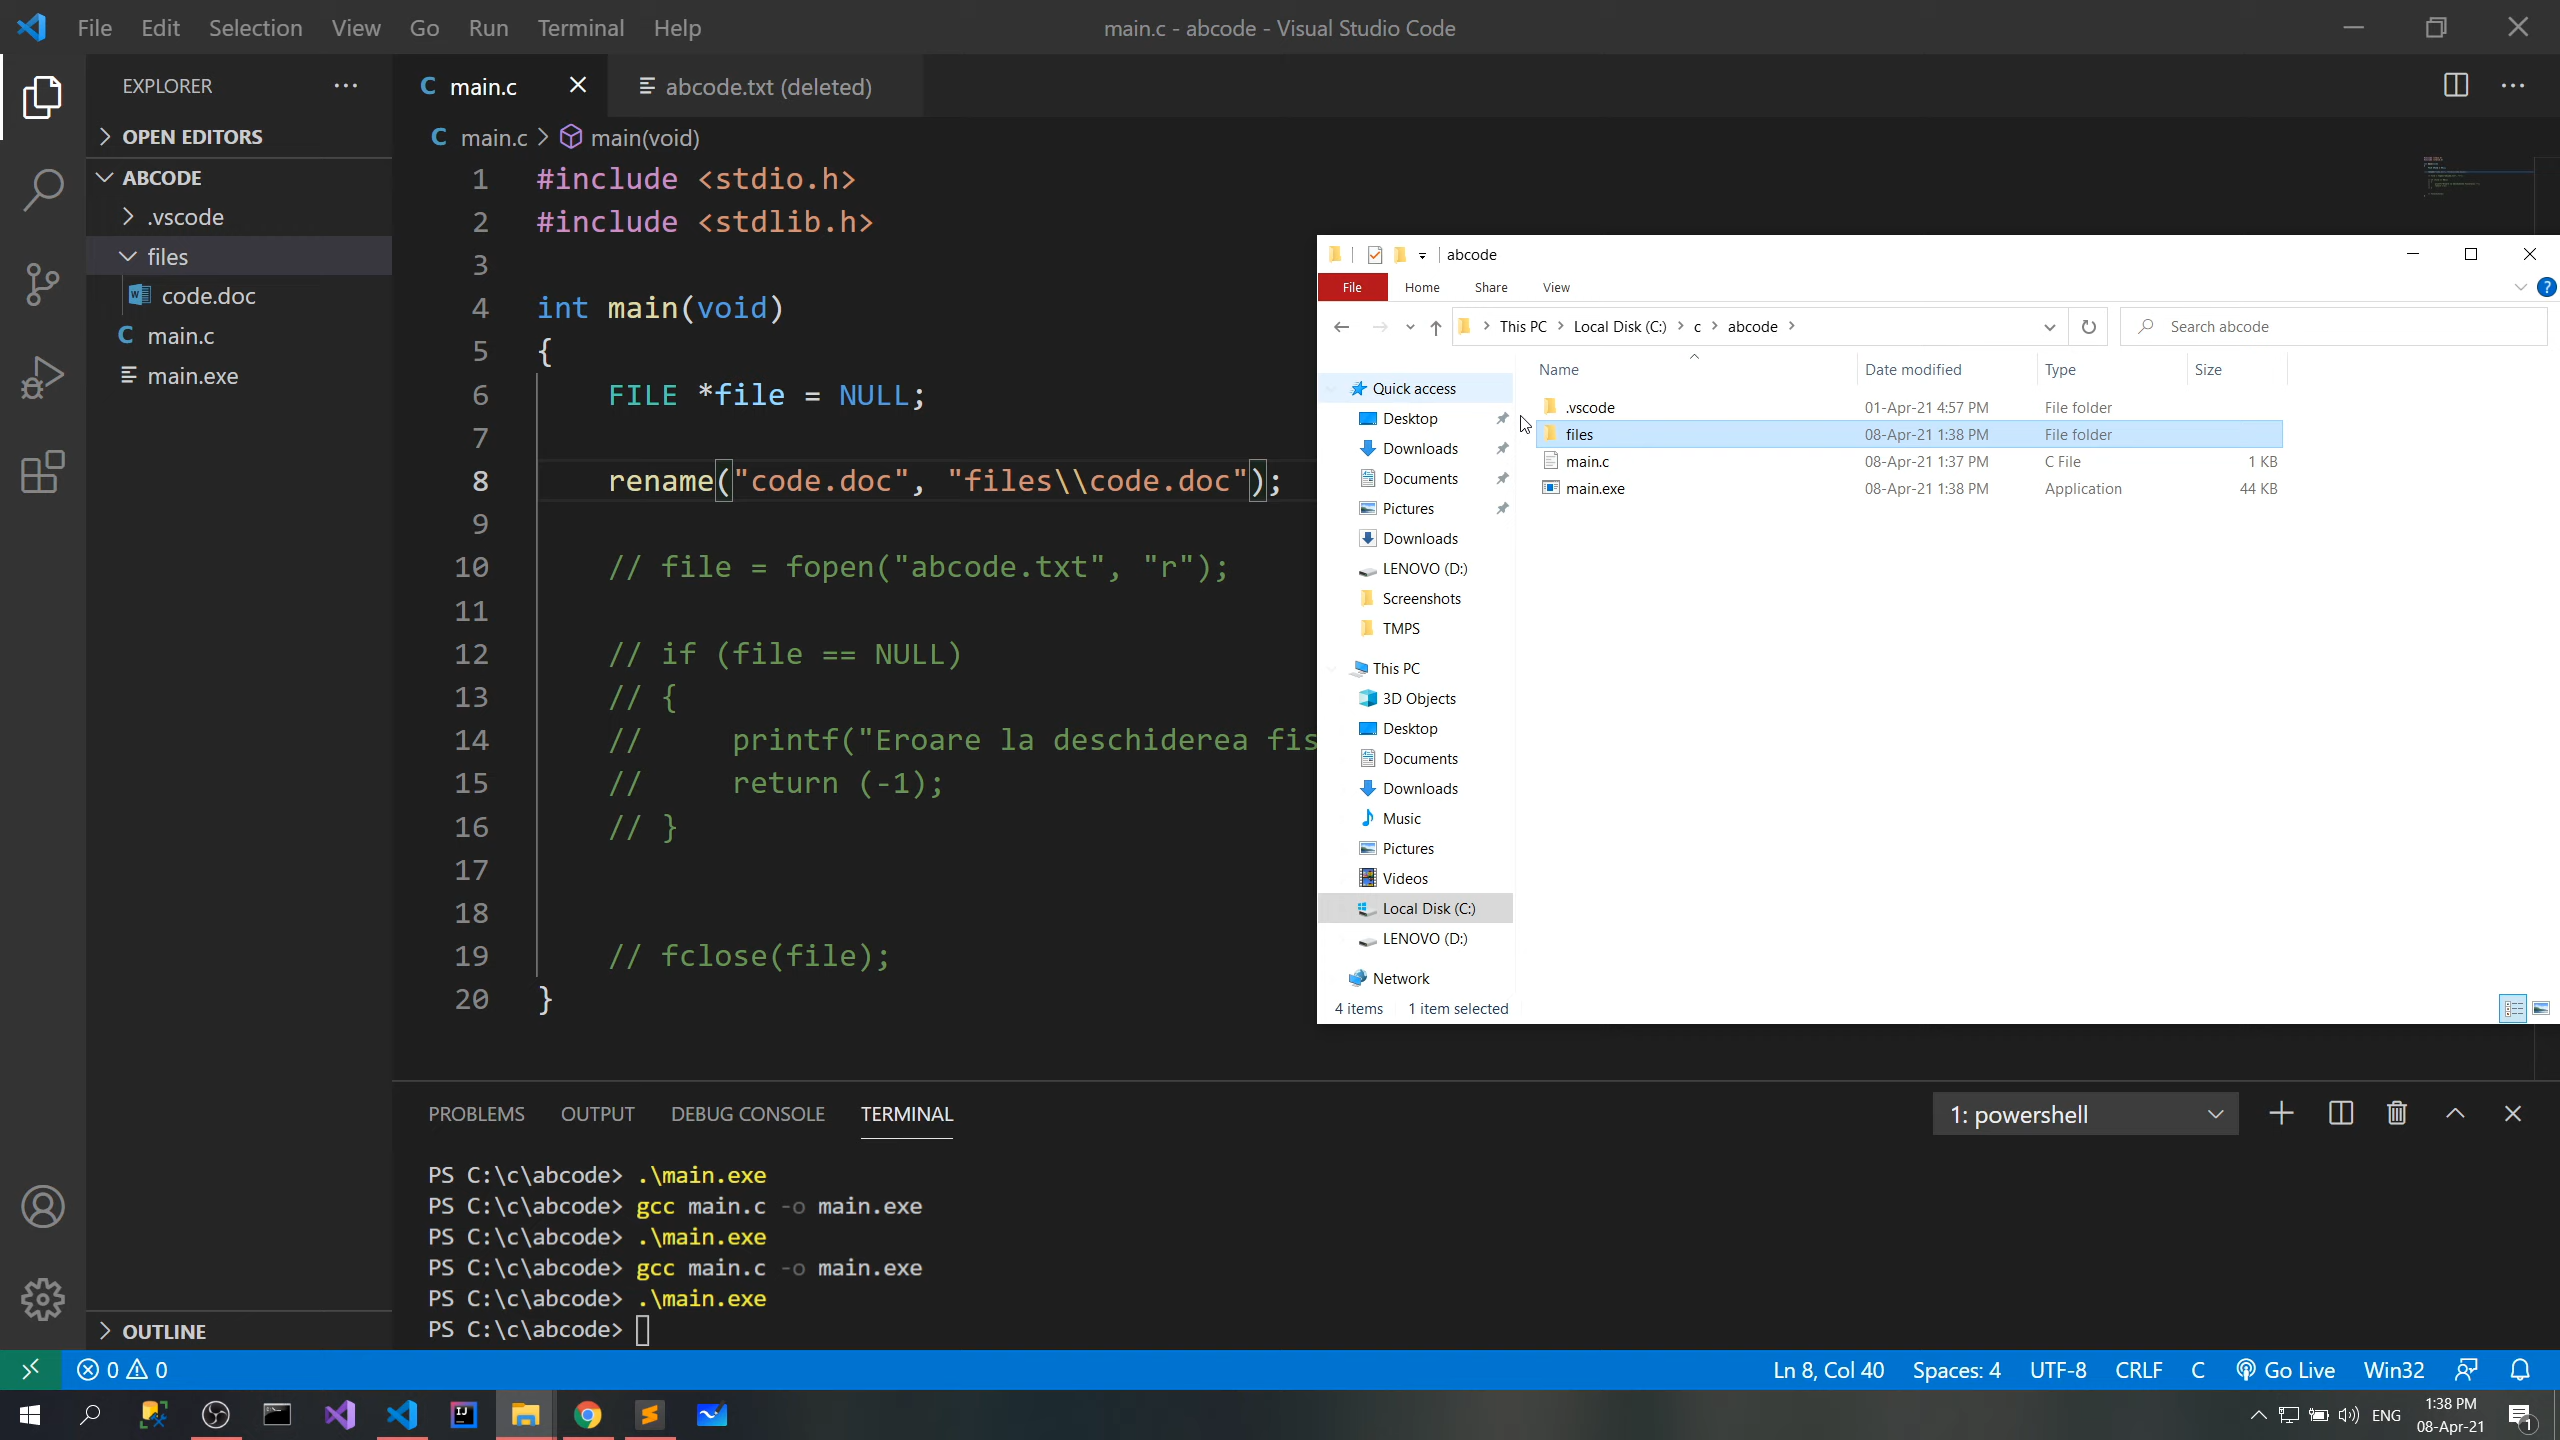 File Edit Selection View Go Run Terminal Help
main.c - abcode - Visual Studio Code
EXPLORER
OPEN EDITORS
ABCODE
.vscode
files
code.doc
main.c
main.exe
OUTLINE
main.c
abcode.txt (deleted)
main.c > main(void)
1 #include <stdio.h>
2 #include <stdlib.h>
3
4 int main(void)
5 {
6 FILE *file = NULL;
7
8 rename("code.doc", "files\\code.doc");
9
10 // file = fopen("abcode.txt", "r");
11
12 // if (file == NULL)
13 // {
14 // printf("Eroare la deschiderea fis
15 // return (-1);
16 // }
17
18
19 // fclose(file);
20 }
abcode
File Home Share View
This PC > Local Disk (C:) > c > abcode >
Search abcode
Name Date modified Type Size
.vscode 01-Apr-21 4:57 PM File folder
files 08-Apr-21 1:38 PM File folder
main.c 08-Apr-21 1:37 PM C File 1 KB
main.exe 08-Apr-21 1:38 PM Application 44 KB
Quick access
Desktop
Downloads
Documents
Pictures
Downloads
LENOVO (D:)
Screenshots
TMPS
This PC
3D Objects
Desktop
Documents
Downloads
Music
Pictures
Videos
Local Disk (C:)
LENOVO (D:)
Network
4 items 1 item selected
PROBLEMS OUTPUT DEBUG CONSOLE TERMINAL
1: powershell
PS C:\c\abcode> .\main.exe
PS C:\c\abcode> gcc main.c -o main.exe
PS C:\c\abcode> .\main.exe
PS C:\c\abcode> gcc main.c -o main.exe
PS C:\c\abcode> .\main.exe
PS C:\c\abcode>
0 0
Ln 8, Col 40 Spaces: 4 UTF-8 CRLF C Go Live Win32
ENG
1:38 PM
08-Apr-21
1